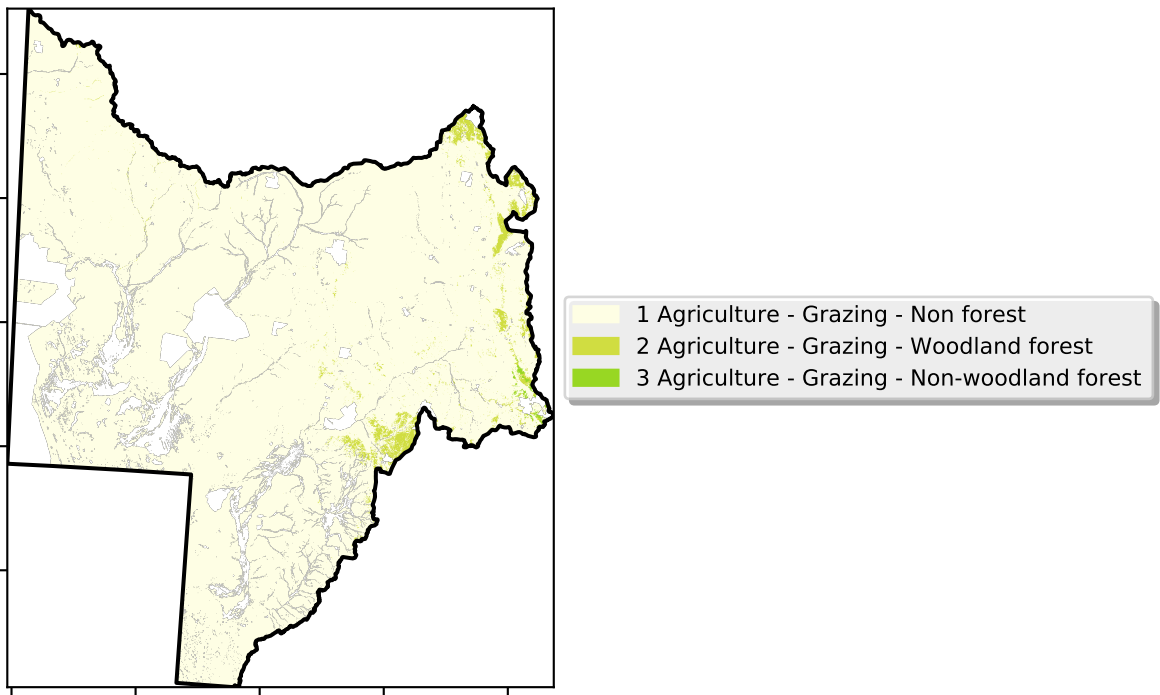 1 Agriculture - Grazing - Non forest
2 Agriculture - Grazing - Woodland forest
3 Agriculture - Grazing - Non-woodland forest